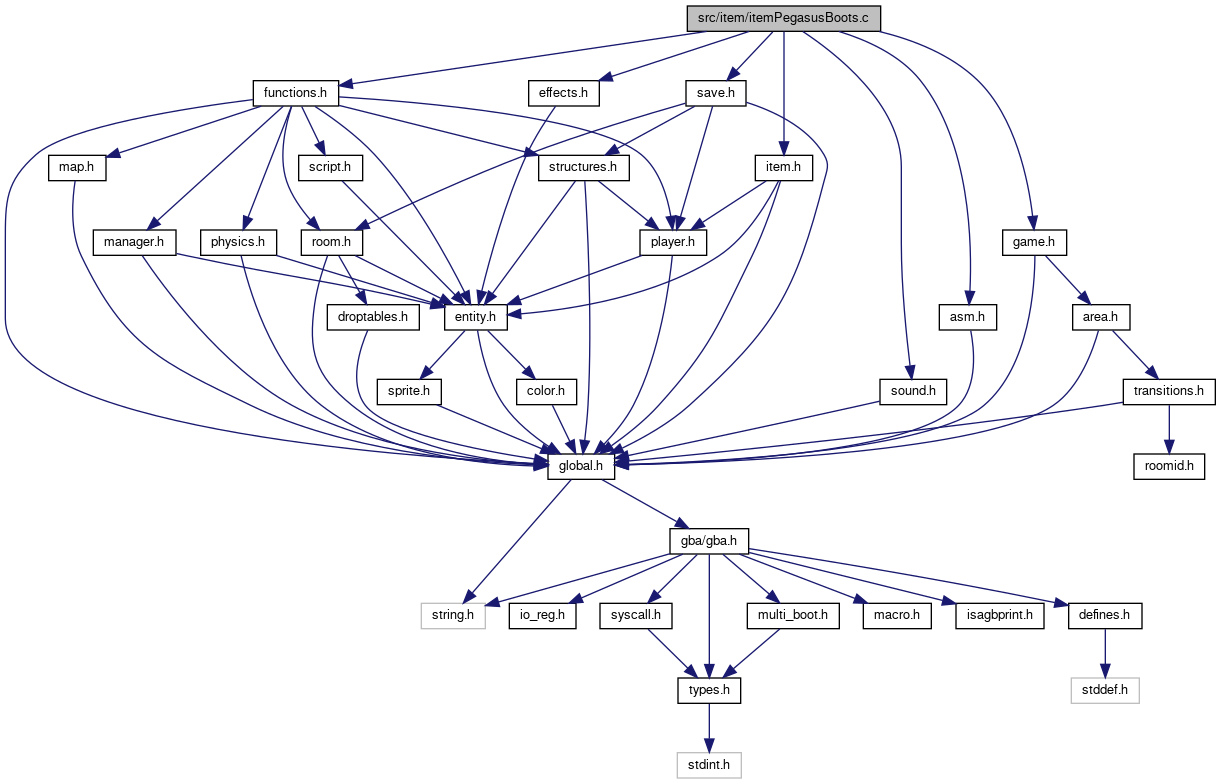 src/item/itemPegasusBoots.c
functions.h
effects.h
save.h
map.h
script.h
structures.h
item.h
manager.h
physics.h
room.h
player.h
game.h
droptables.h
entity.h
asm.h
area.h
sprite.h
color.h
sound.h
transitions.h
global.h
roomid.h
gba/gba.h
string.h
io_reg.h
syscall.h
multi_boot.h
macro.h
isagbprint.h
defines.h
types.h
stddef.h
stdint.h